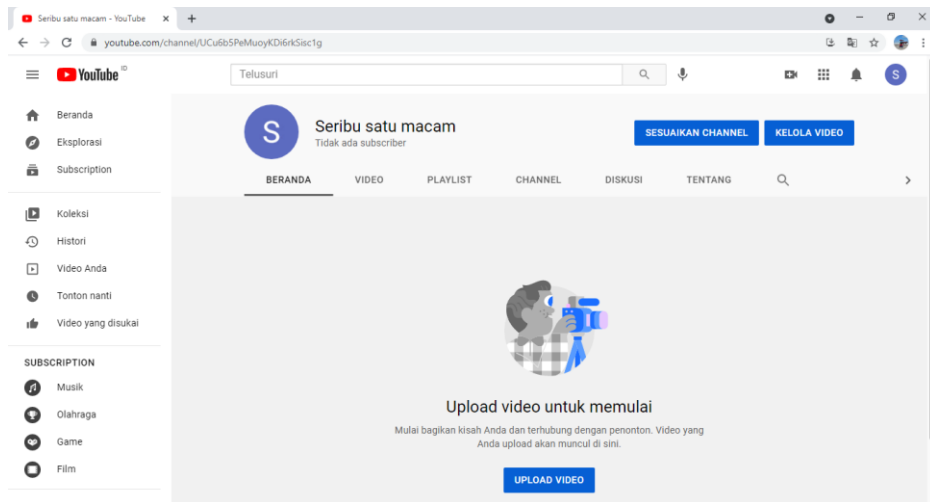 Seribu satu macam - YouTube
youtube.com/channel/UCu6b5PeMuoyKDi6rkSisc1g
YouTube ID
Telusuri
S
Beranda
Eksplorasi
Subscription
Koleksi
Histori
Video Anda
Tonton nanti
Video yang disukai
SUBSCRIPTION
Musik
Olahraga
Game
Film
S
Seribu satu macam
Tidak ada subscriber
SESUAIKAN CHANNEL
KELOLA VIDEO
BERANDA VIDEO PLAYLIST CHANNEL DISKUSI TENTANG
Upload video untuk memulai
Mulai bagikan kisah Anda dan terhubung dengan penonton. Video yang
Anda upload akan muncul di sini.
UPLOAD VIDEO